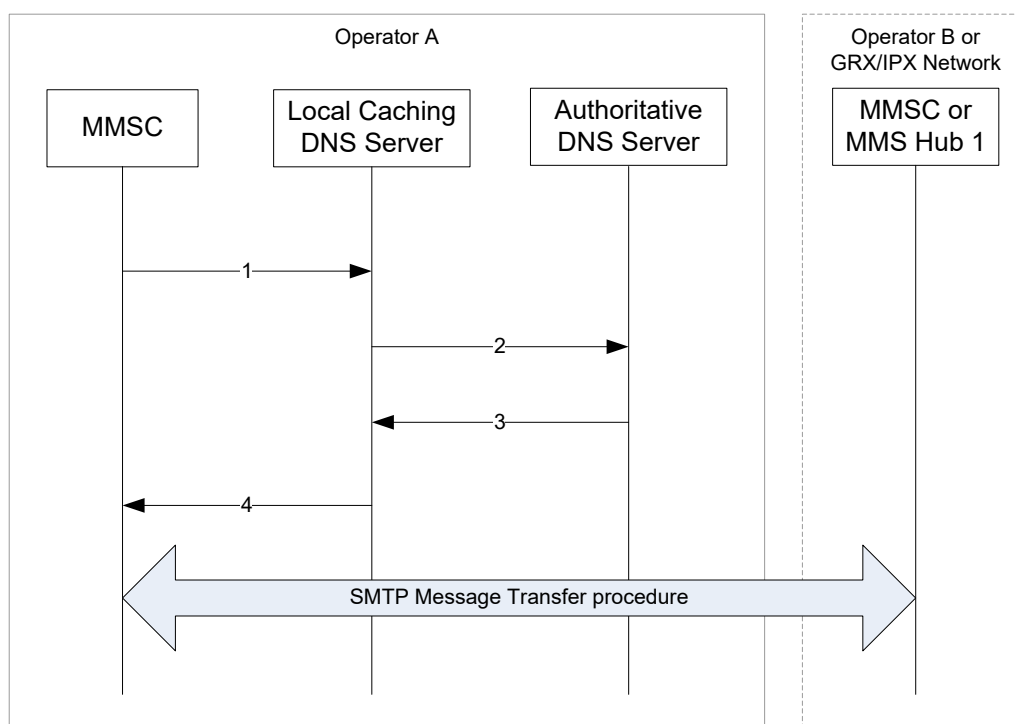 Operator A
Operator B or
GRX/IPX Network
MMSC
Local Caching
DNS Server
Authoritative
DNS Server
MMSC or
MMS Hub 1
1
2
3
4
SMTP Message Transfer procedure